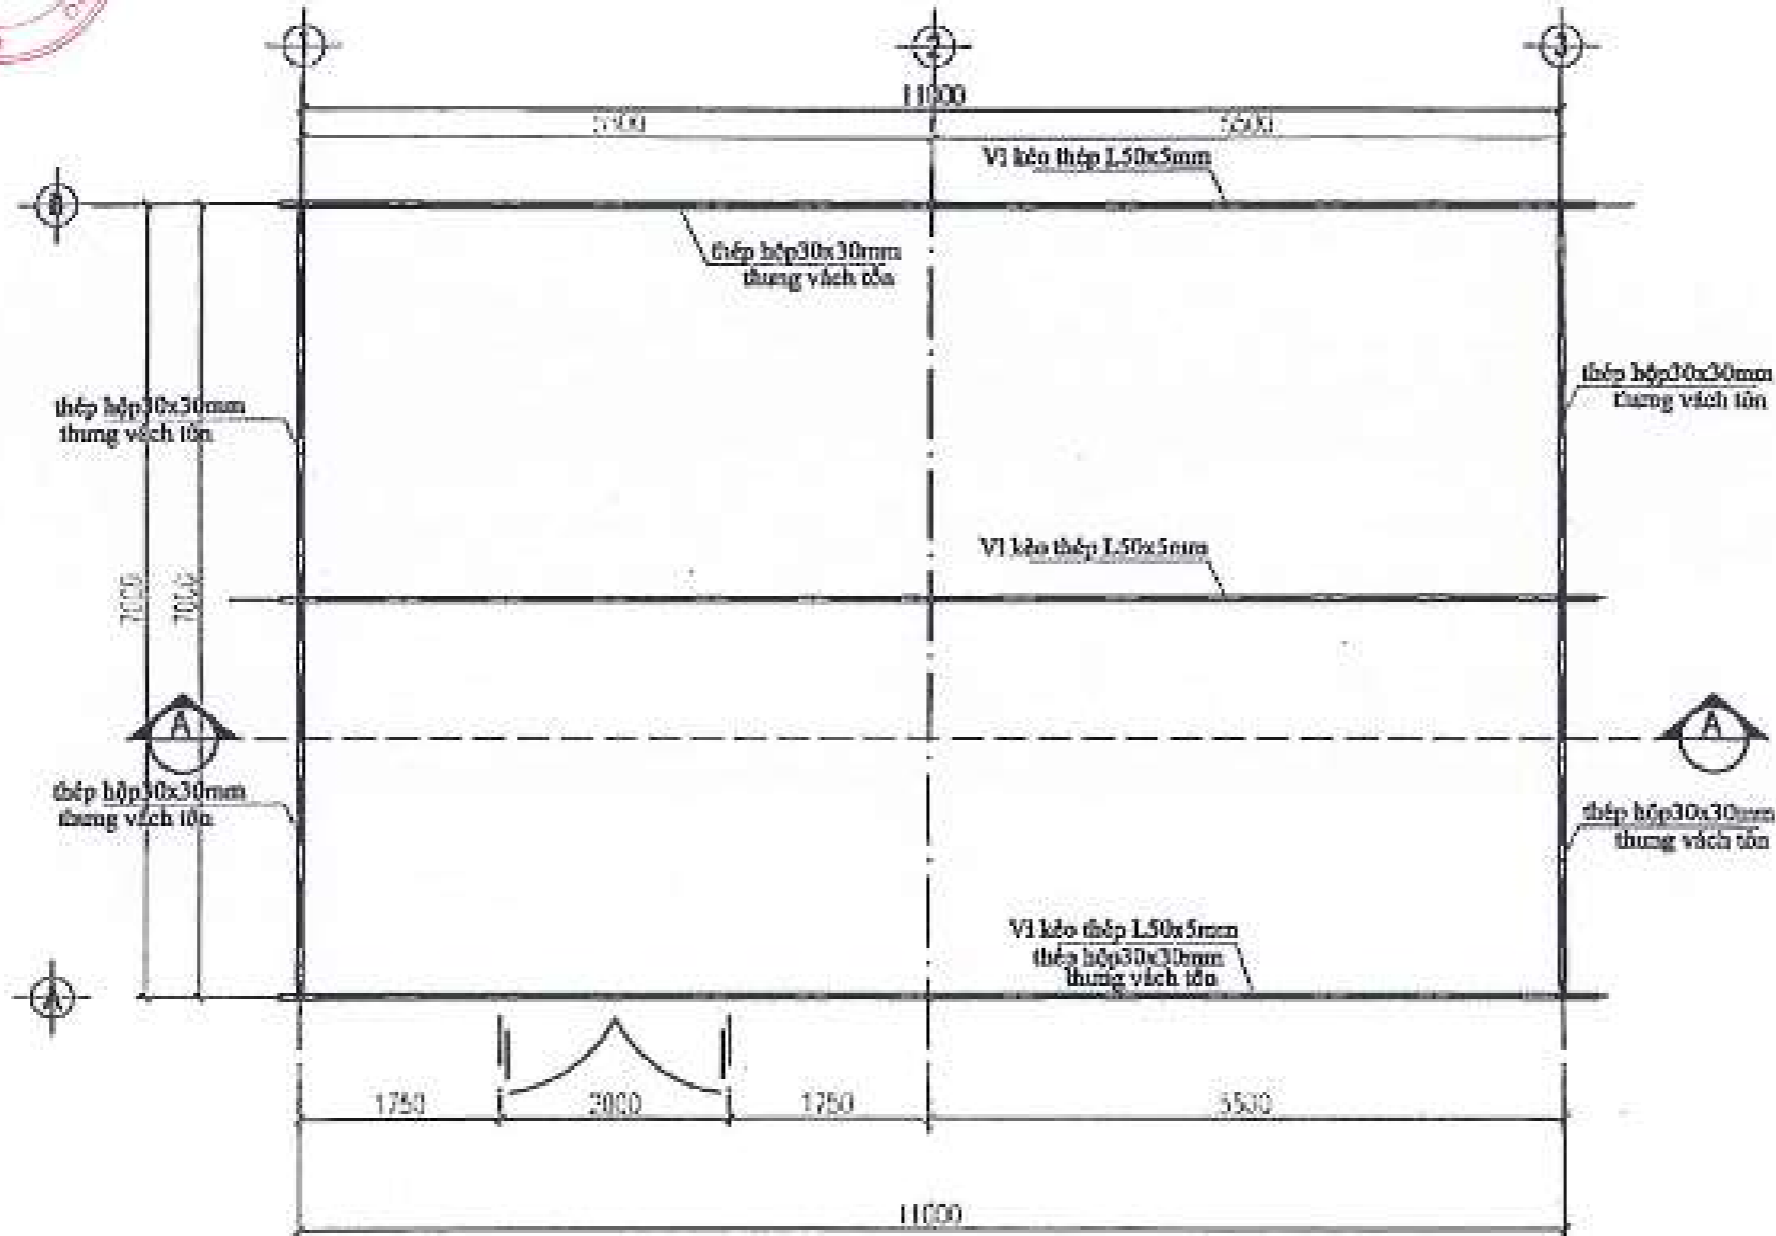 1
2
3
11000
5500
5500
Vì kèo thép L50x5mm
B
thép hộp30x30mm
thưng vách tôn
thép hộp30x30mm
thưng vách tôn
thép hộp30x30mm
thưng vách tôn
Vì kèo thép L50x5mm
7000
7000
A
A
thép hộp30x30mm
thưng vách tôn
thép hộp30x30mm
thưng vách tôn
Vì kèo thép L50x5mm
thép hộp30x30mm
thưng vách tôn
A
1750
2000
1750
5500
11000